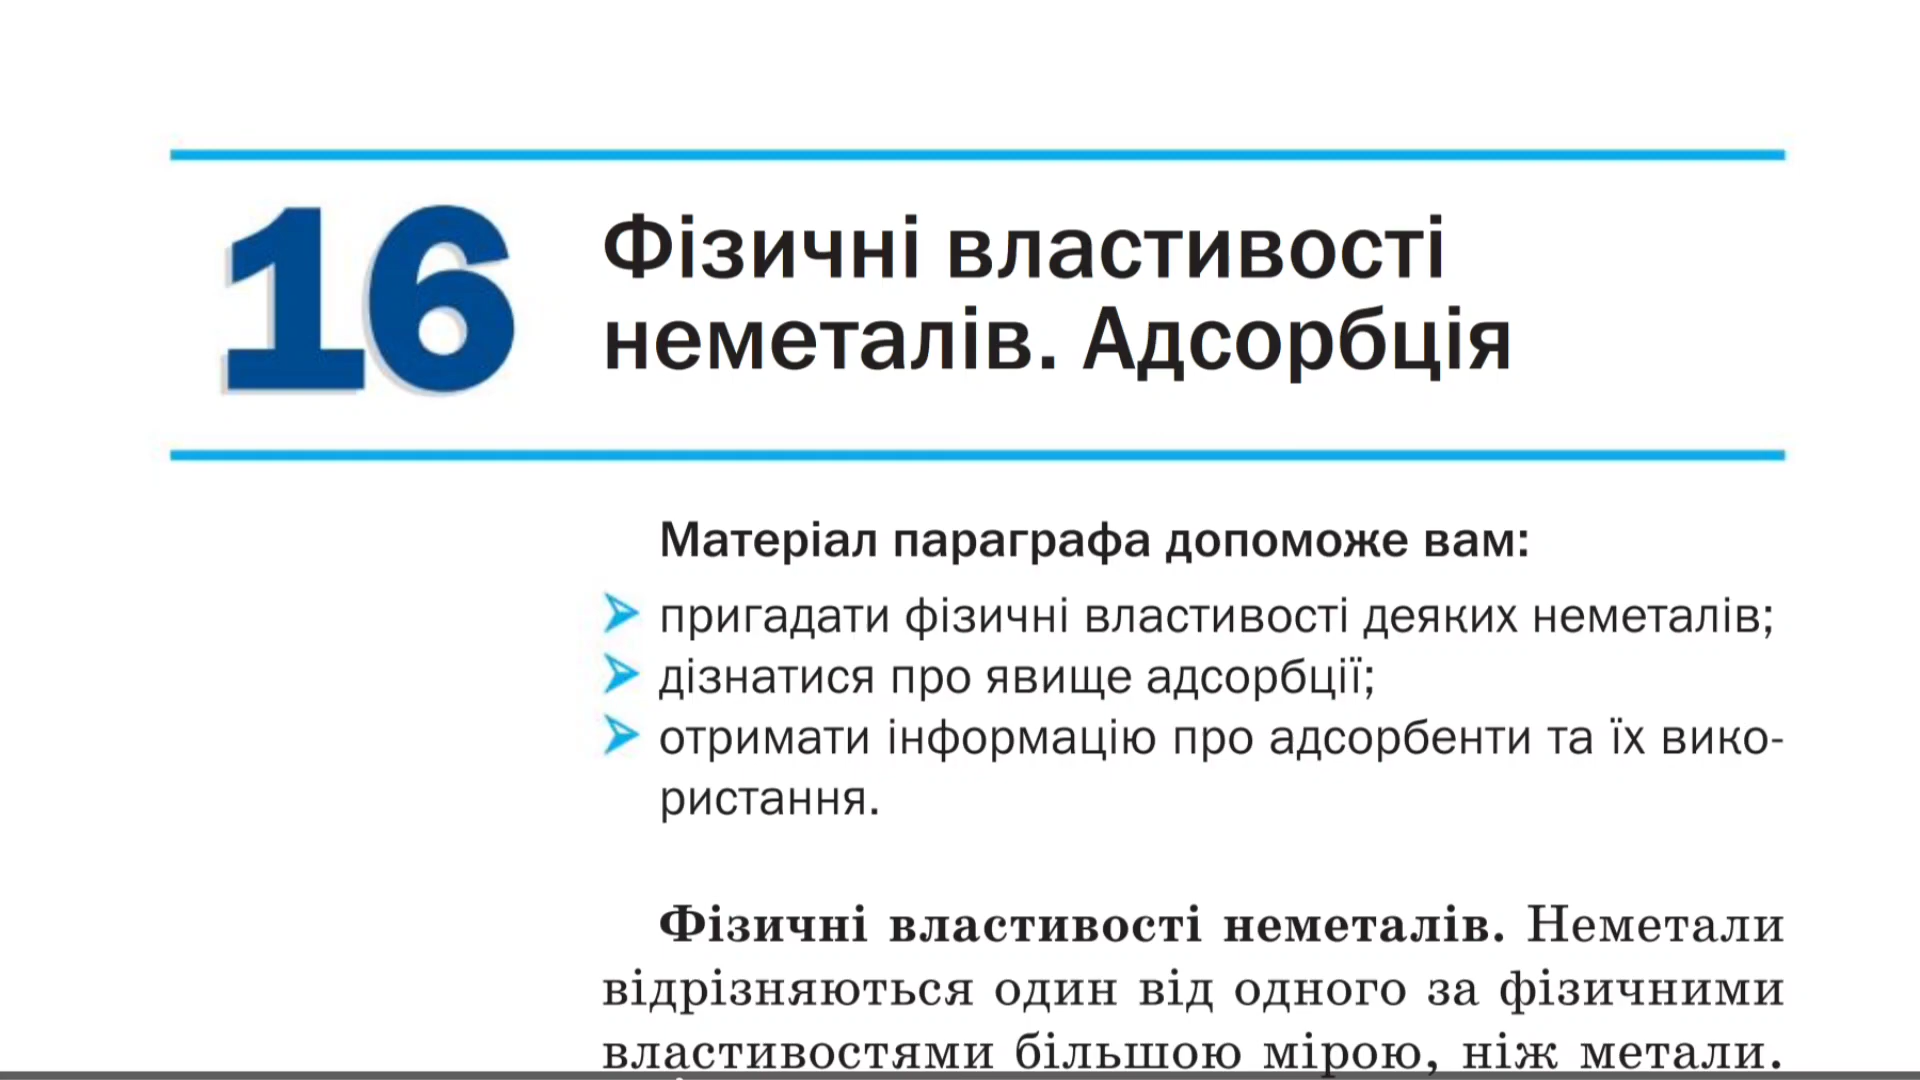 16
Фізичні властивості
неметалів. Адсорбція
Матеріал параграфа допоможе вам:
пригадати фізичні властивості деяких неметалів;
дізнатися про явище адсорбції;
отримати інформацію про адсорбенти та їх вико-
ристання.
Фізичні властивості неметалів. Неметали
відрізняються один від одного за фізичними
властивостями більшою мірою, ніж метали.